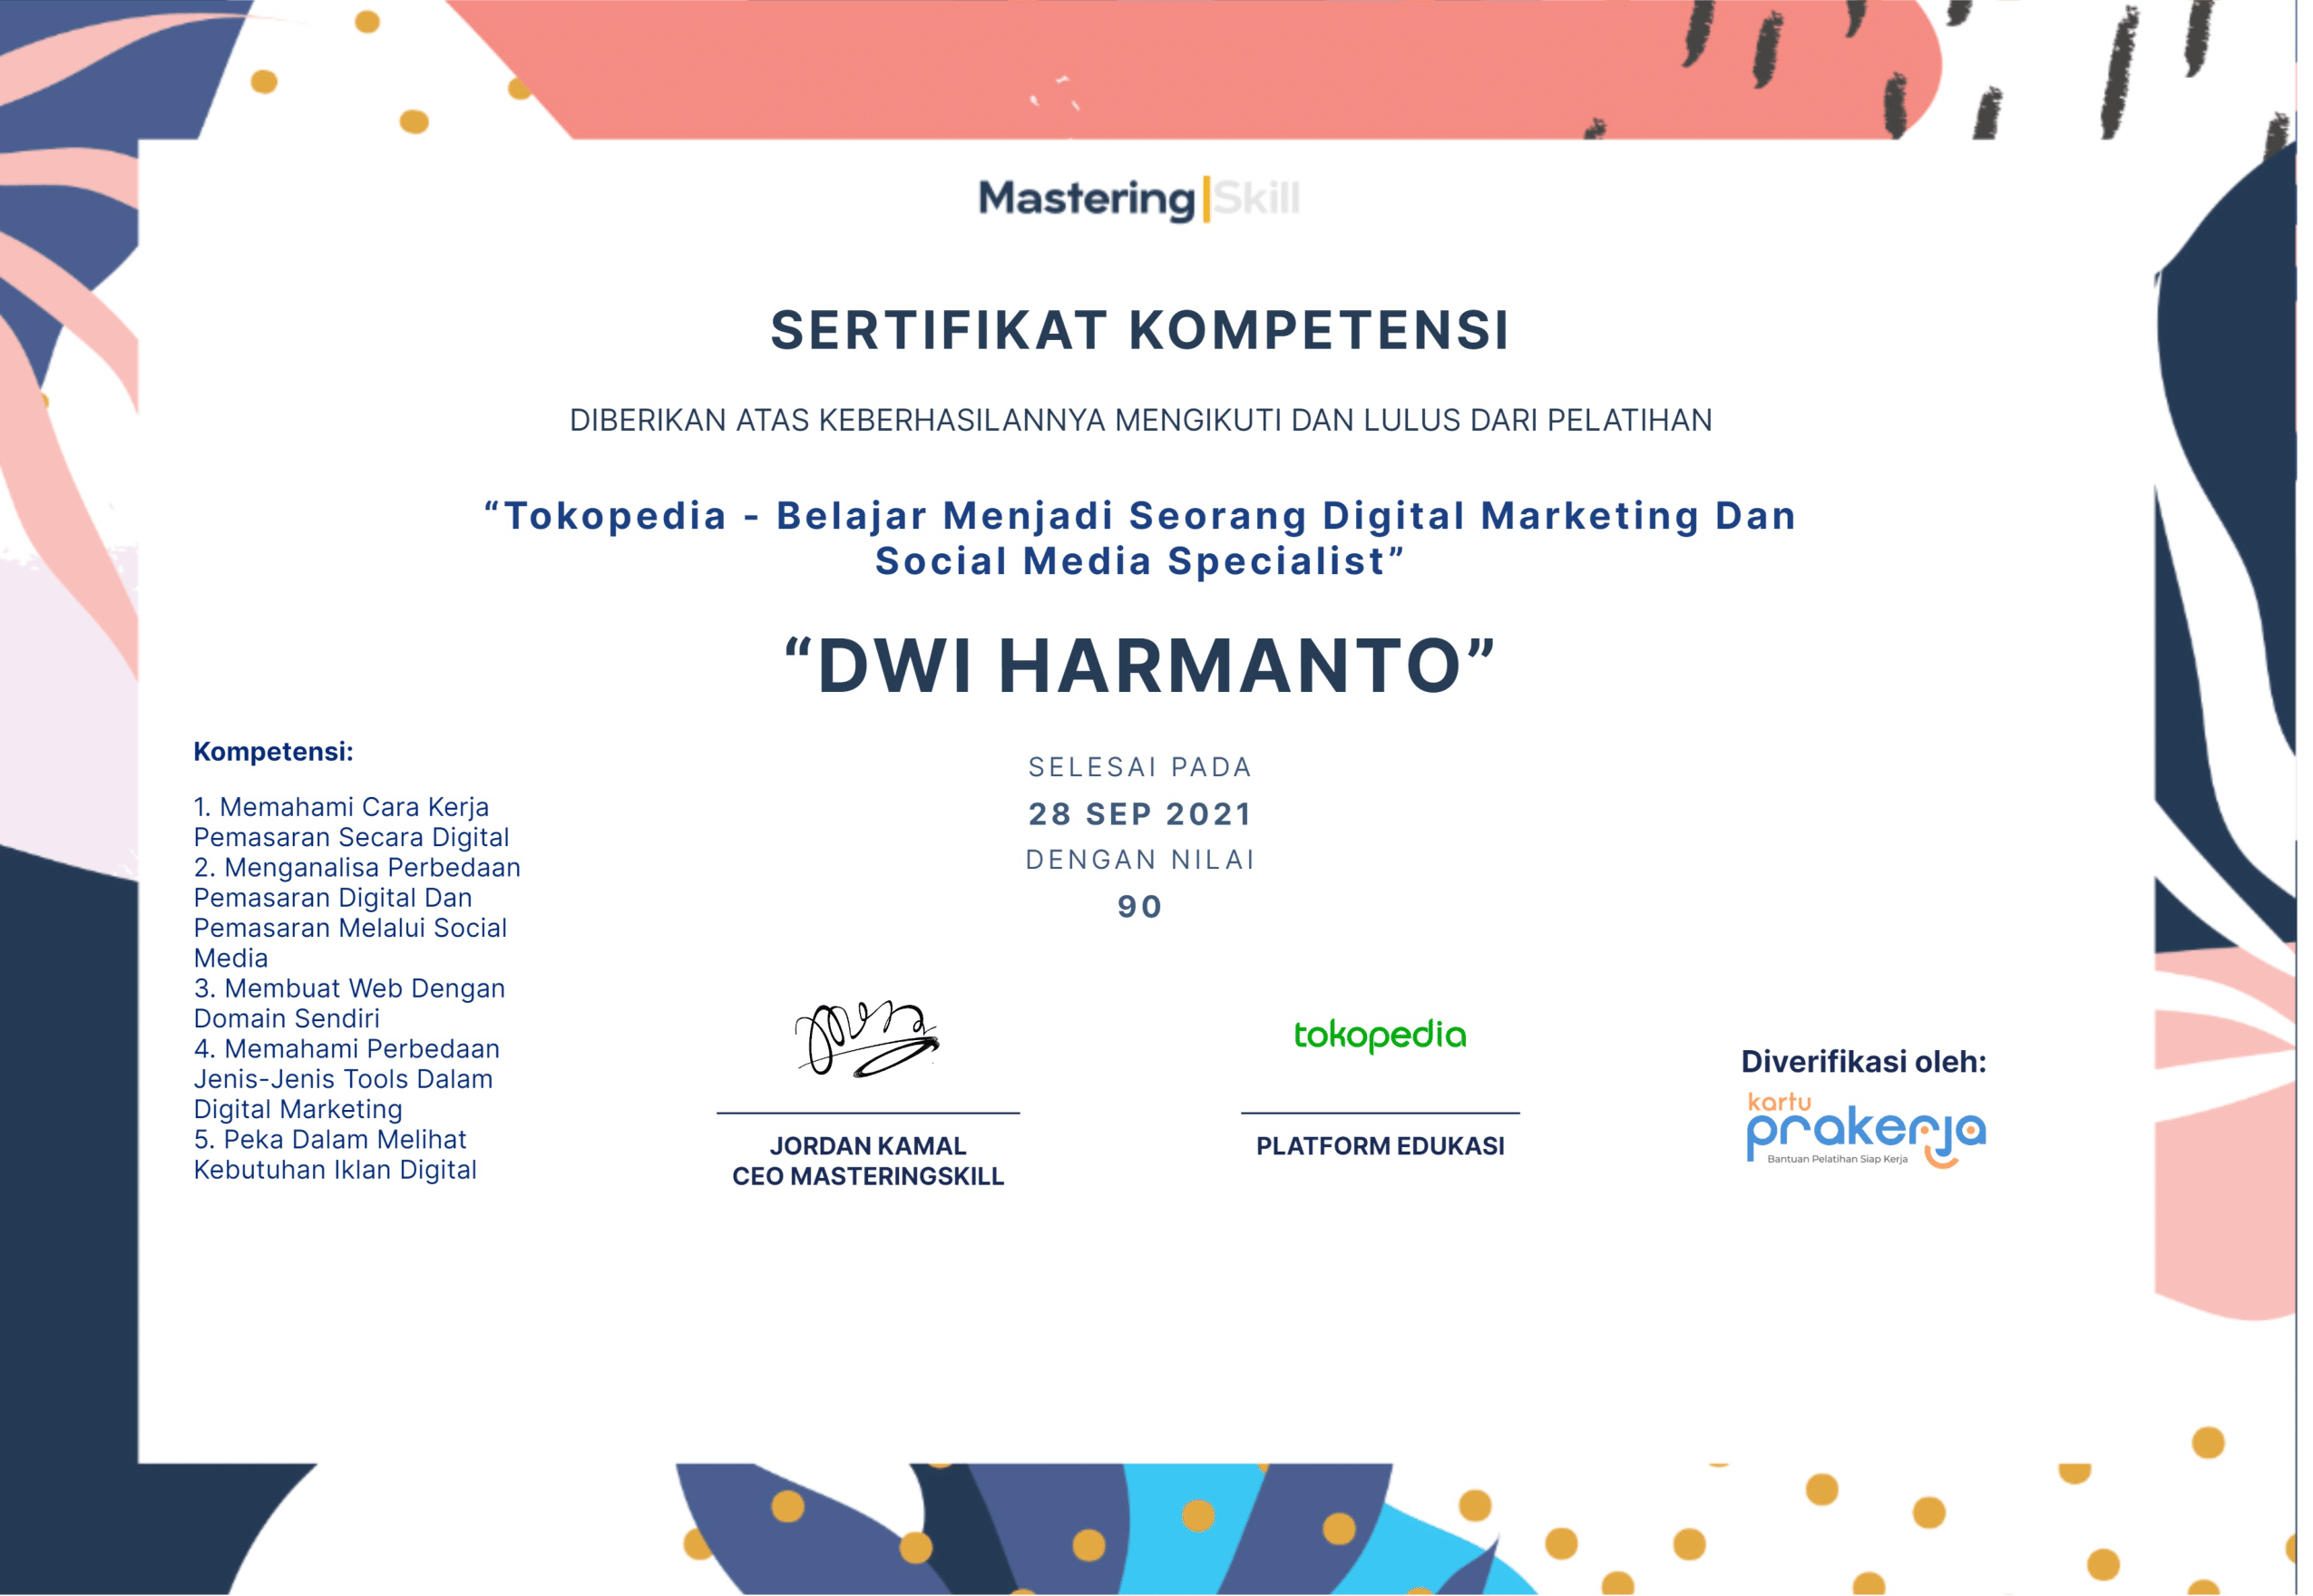 Mastering|Skill
SERTIFIKAT KOMPETENSI
DIBERIKAN ATAS KEBERHASILANNYA MENGIKUTI DAN LULUS DARI PELATIHAN
“Tokopedia - Belajar Menjadi Seorang Digital Marketing Dan
Social Media Specialist”
“DWI HARMANTO”
Kompetensi:
1. Memahami Cara Kerja
Pemasaran Secara Digital
2. Menganalisa Perbedaan
Pemasaran Digital Dan
Pemasaran Melalui Social
Media
3. Membuat Web Dengan
Domain Sendiri
4. Memahami Perbedaan
Jenis-Jenis Tools Dalam
Digital Marketing
5. Peka Dalam Melihat
Kebutuhan Iklan Digital
SELESAI PADA
28 SEP 2021
DENGAN NILAI
90
JORDAN KAMAL
CEO MASTERINGSKILL
tokopedia
PLATFORM EDUKASI
Diverifikasi oleh:
kartu
prakerja
Bantuan Pelatihan Siap Kerja